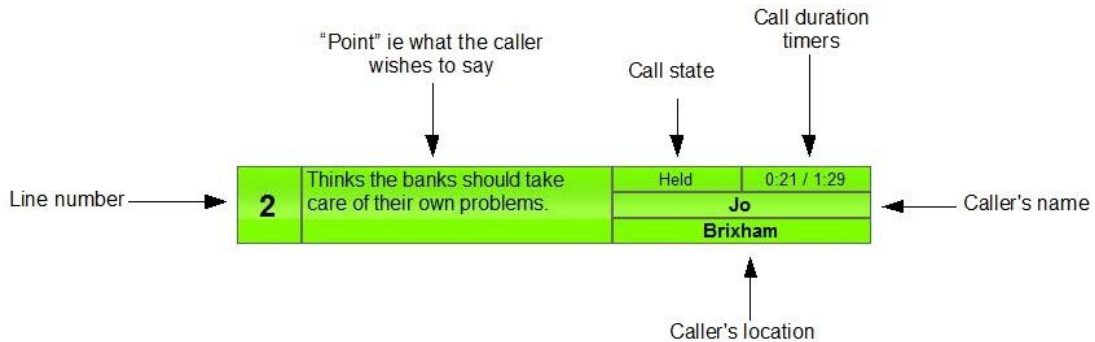 Call duration
timers
“Point” ie what the caller
wishes to say
Call state
Line number
2
Thinks the banks should take
care of their own problems.
Held
0:21 / 1:29
Jo
Brixham
Caller's name
Caller's location